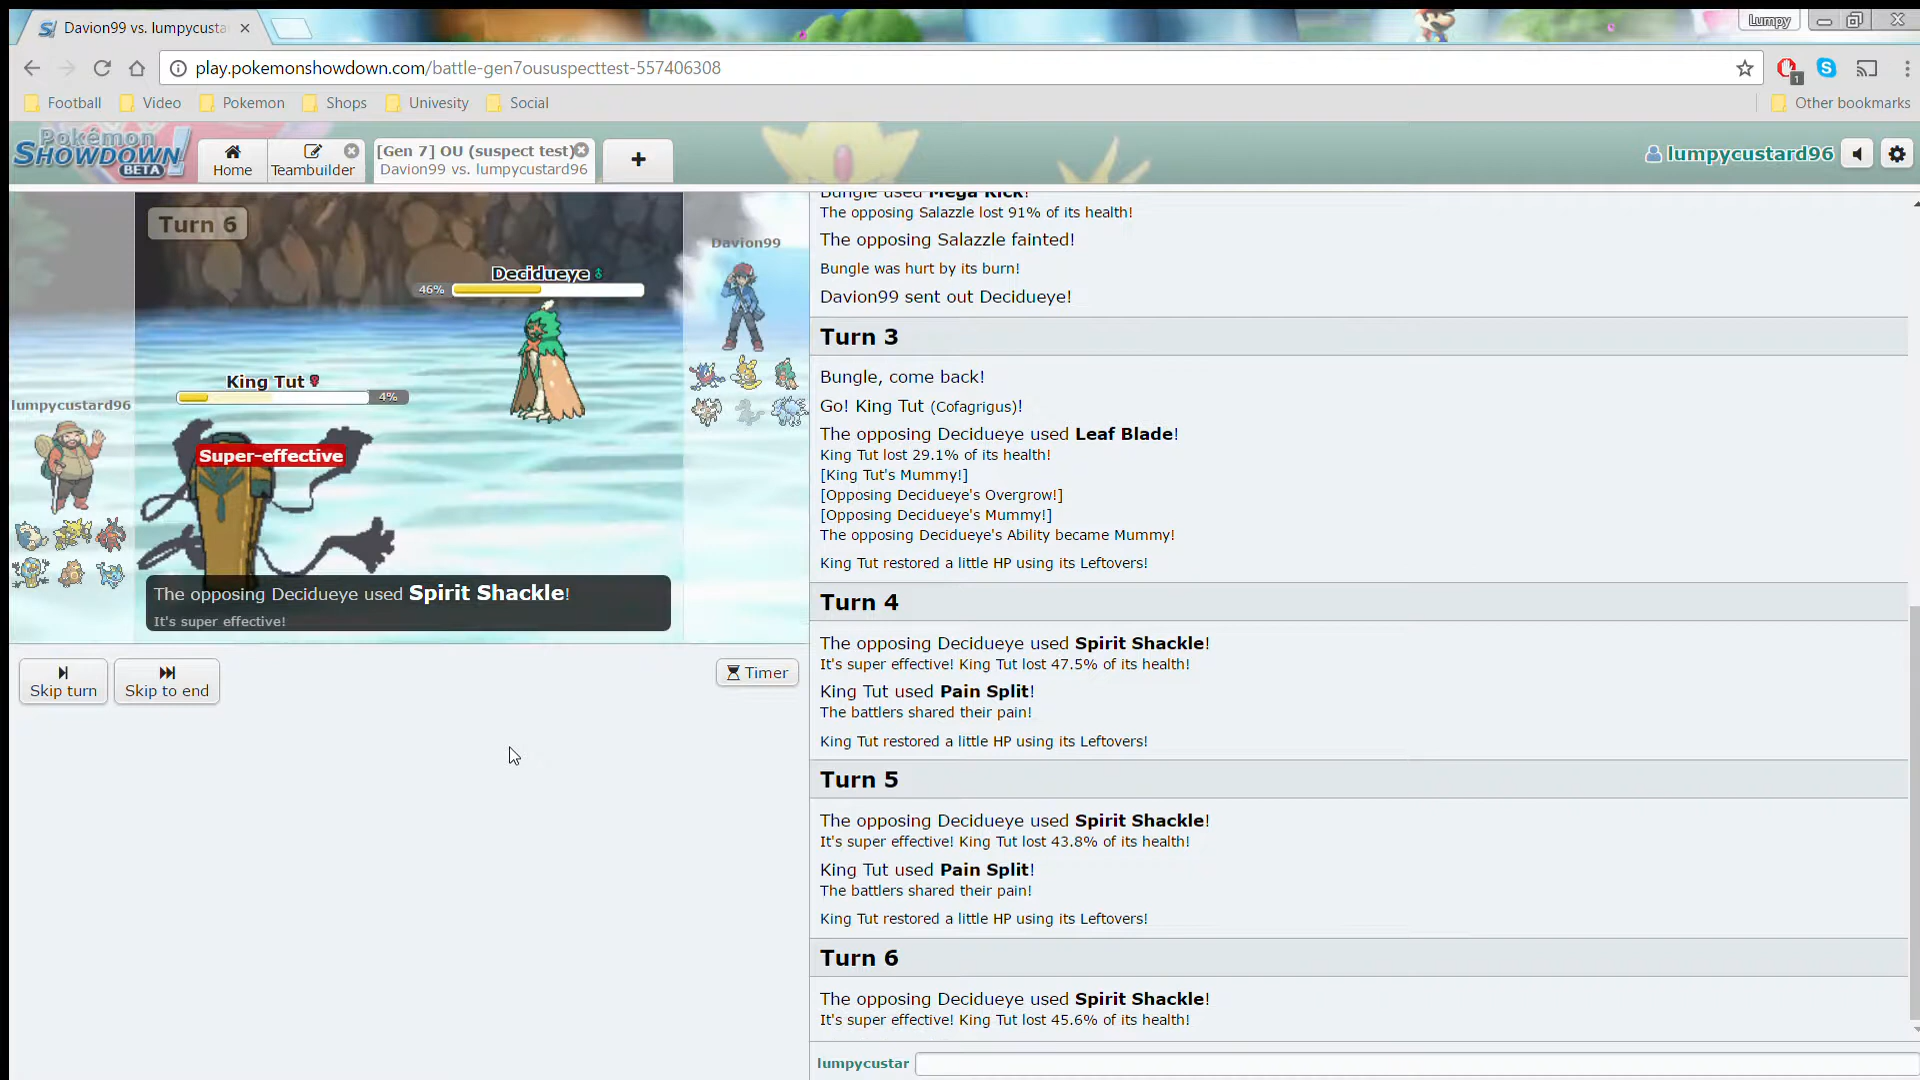 Davion99 vs. lumpycusta
Lumpy
play.pokemonshowdown.com/battle-gen7oususpecttest-557406308
1
Football
Video
Pokemon
Shops
Univesity
Social
Other bookmarks
Pokémon
SHOWDOWN!
BETA
Home
Teambuilder
[Gen 7] OU (suspect test)
Davion99 vs. lumpycustard96
+
lumpycustard96
Turn 6
Davion99
Decidueye
46%
King Tut
4%
lumpycustard96
Super-effective
The opposing Decidueye used Spirit Shackle!
It's super effective!
Skip turn
Skip to end
Timer
Bungle used Mega Kick!
The opposing Salazzle lost 91% of its health!
The opposing Salazzle fainted!
Bungle was hurt by its burn!
Davion99 sent out Decidueye!
Turn 3
Bungle, come back!
Go! King Tut (Cofagrigus)!
The opposing Decidueye used Leaf Blade!
King Tut lost 29.1% of its health!
[King Tut's Mummy!]
[Opposing Decidueye's Overgrow!]
[Opposing Decidueye's Mummy!]
The opposing Decidueye's Ability became Mummy!
King Tut restored a little HP using its Leftovers!
Turn 4
The opposing Decidueye used Spirit Shackle!
It's super effective! King Tut lost 47.5% of its health!
King Tut used Pain Split!
The battlers shared their pain!
King Tut restored a little HP using its Leftovers!
Turn 5
The opposing Decidueye used Spirit Shackle!
It's super effective! King Tut lost 43.8% of its health!
King Tut used Pain Split!
The battlers shared their pain!
King Tut restored a little HP using its Leftovers!
Turn 6
The opposing Decidueye used Spirit Shackle!
It's super effective! King Tut lost 45.6% of its health!
lumpycustar